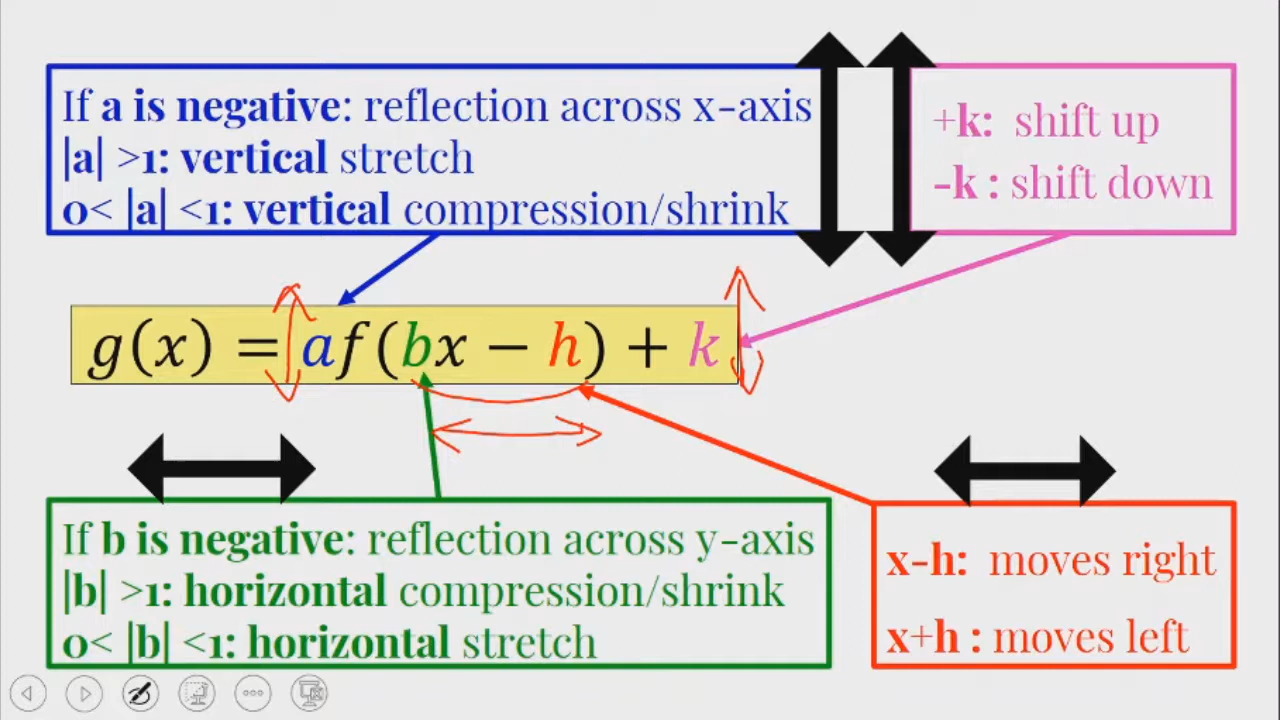 If a is negative: reflection across x-axis
|a| >1: vertical stretch
0< |a| <1: vertical compression/shrink
+k: shift up
-k : shift down
g(x) = af(bx − h) + k
If b is negative: reflection across y-axis
|b| >1: horizontal compression/shrink
0< |b| <1: horizontal stretch
x-h: moves right
x+h : moves left